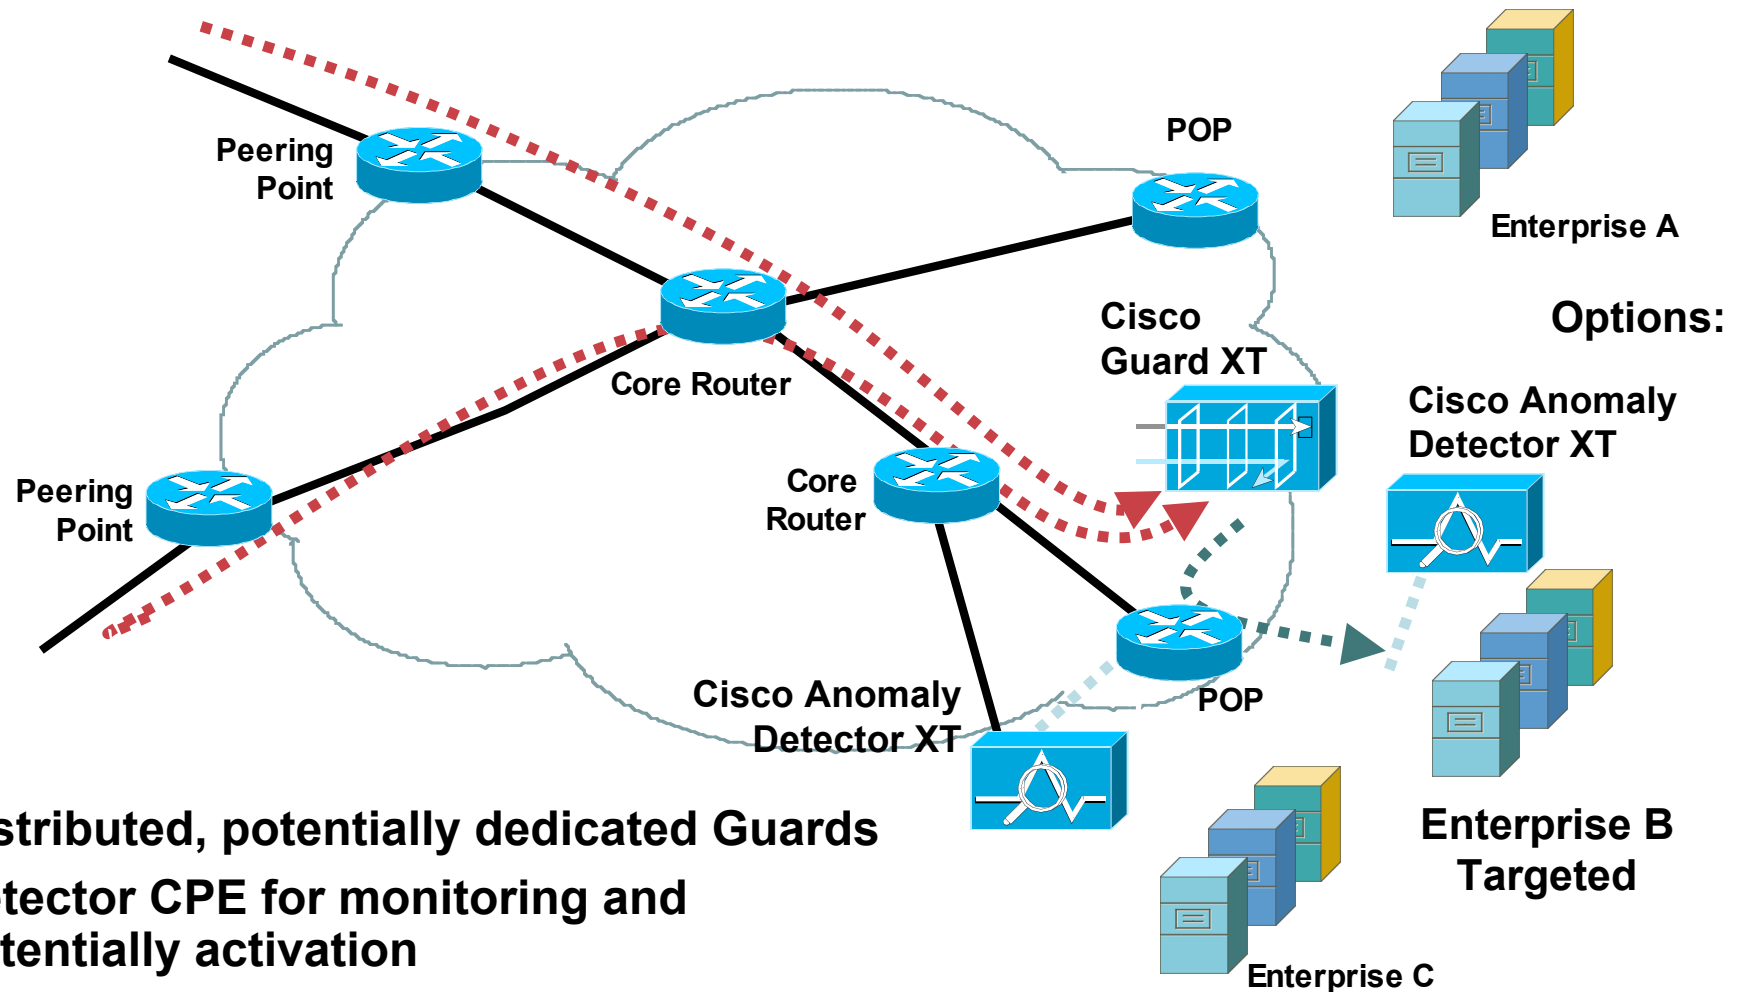 POP
Peering
Point
Enterprise A
Cisco
Guard XT
Options:
Core Router
Cisco Anomaly
Detector XT
Core
Router
Peering
Point
Cisco Anomaly
Detector XT
POP
stributed, potentially dedicated Guards
Enterprise B
Targeted
etector CPE for monitoring and
tentially activation
Enterprise C